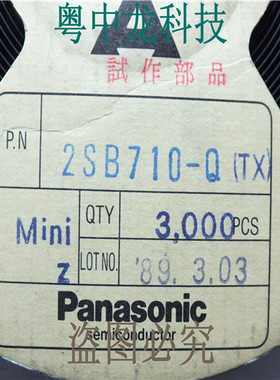 粤中龙科技
A
試作部品
P.N
2SB710-Q (TX)
Mini QTY 3,000 PCS
Z LOT NO. '89. 3.03
Panasonic
semiconductor
盗图必究